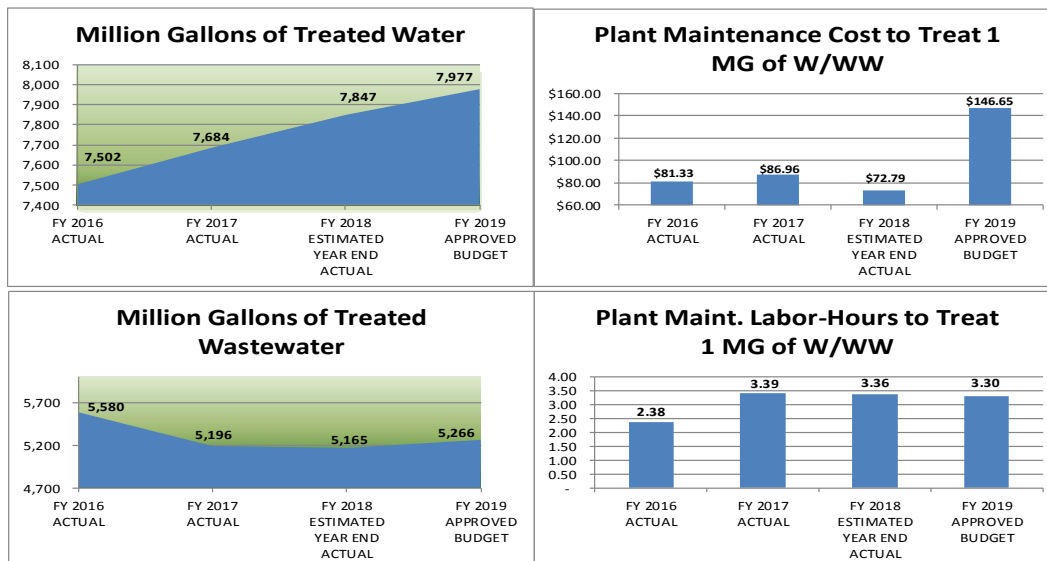 Million Gallons of Treated Water
8,100
8,000
7,900
7,800
7,700
7,600
7,500
7,400
7,502
7,684
7,847
7,977
FY 2016 FY 2017 FY 2018 FY 2019
ACTUAL ACTUAL ESTIMATED APPROVED
YEAR END BUDGET
ACTUAL
Plant Maintenance Cost to Treat 1
MG of W/WW
$160.00
$140.00
$120.00
$100.00
$80.00
$60.00
$81.33
$86.96
$72.79
$146.65
FY 2016 FY 2017 FY 2018 FY 2019
ACTUAL ACTUAL ESTIMATED APPROVED
YEAR END BUDGET
ACTUAL
Million Gallons of Treated
Wastewater
5,700
5,200
4,700
5,580
5,196
5,165
5,266
FY 2016 FY 2017 FY 2018 FY 2019
ACTUAL ACTUAL ESTIMATED APPROVED
YEAR END BUDGET
ACTUAL
Plant Maint. Labor-Hours to Treat
1 MG of W/WW
4.00
3.50
3.00
2.50
2.00
1.50
1.00
0.50
-
2.38
3.39
3.36
3.30
FY 2016 FY 2017 FY 2018 FY 2019
ACTUAL ACTUAL ESTIMATED APPROVED
YEAR END BUDGET
ACTUAL